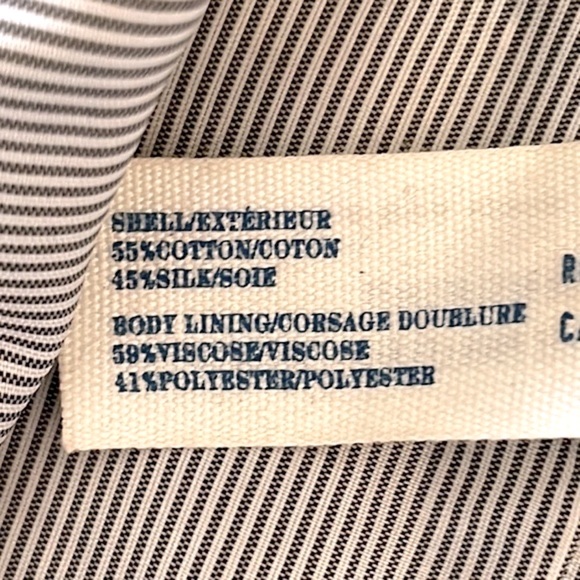 SHELL/EXTÉRIEUR
55%COTTON/COTON
45%SILK/SOIE
BODY LINING/CORSAGE DOUBLURE
59%VISCOSE/VISCOSE
41%POLYESTER/POLYESTER